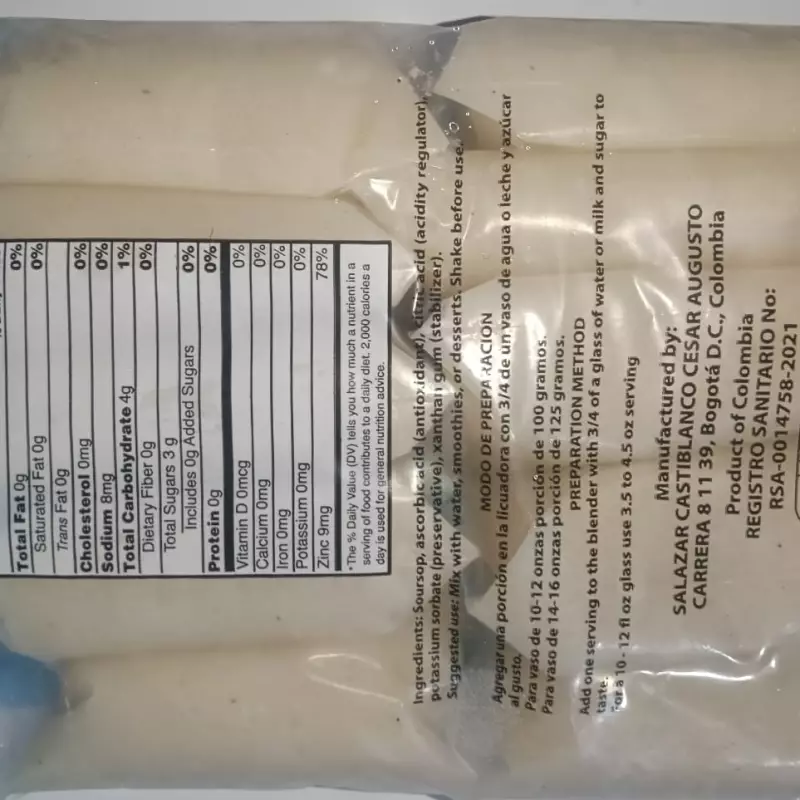 Total Fat 0g 0%
Saturated Fat 0g 0%
Trans Fat 0g
Cholesterol 0mg 0%
Sodium 8mg 0%
Total Carbohydrate 4g 1%
Dietary Fiber 0g 0%
Total Sugars 3 g
Includes 0g Added Sugars 0%
Protein 0g 0%
Vitamin D 0mcg 0%
Calcium 0mg 0%
Iron 0mg 0%
Potassium 0mg 0%
Zinc 9mg 78%
*The % Daily Value (DV) tells you how much a nutrient in a
serving of food contributes to a daily diet. 2,000 calories a
day is used for general nutrition advice.
Ingredients: Soursop, ascorbic acid (antioxidant), citric acid (acidity regulator),
potassium sorbate (preservative), xanthan gum (stabilizer).
Suggested use: Mix with water, smoothies, or desserts. Shake before use.
MODO DE PREPARACION
Agregar una porción en la licuadora con 3/4 de un vaso de agua o leche y azúcar
al gusto.
Para vaso de 10-12 onzas porción de 100 gramos.
Para vaso de 14-16 onzas porción de 125 gramos.
PREPARATION METHOD
Add one serving to the blender with 3/4 of a glass of water or milk and sugar to
taste.
For a 10 - 12 fl oz glass use 3.5 to 4.5 oz serving
Manufactured by:
SALAZAR CASTIBLANCO CESAR AUGUSTO
CARRERA 8 11 39, Bogotá D.C., Colombia
Product of Colombia
REGISTRO SANITARIO No:
RSA-0014758-2021